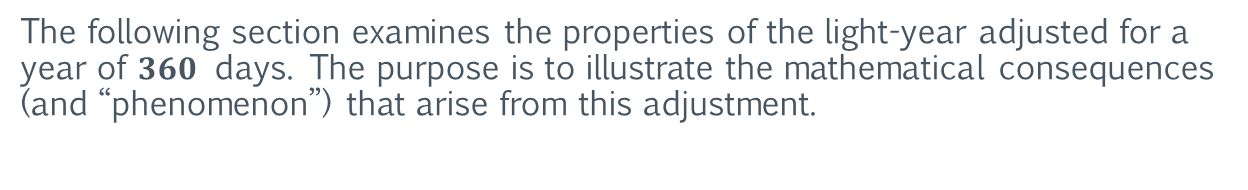 The following section examines the properties of the light-year adjusted for a
year of 360 days. The purpose is to illustrate the mathematical consequences
(and “phenomenon”) that arise from this adjustment.